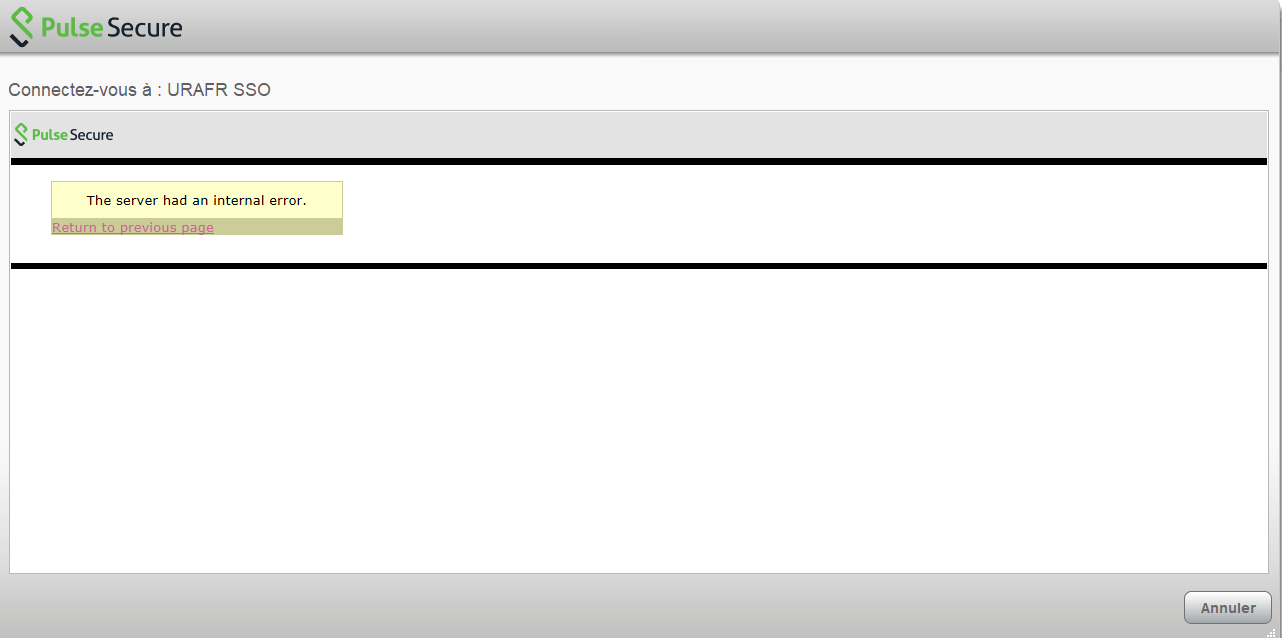 Pulse Secure
Connectez-vous à : URAFR SSO
Pulse Secure
The server had an internal error.
Return to previous page
Annuler